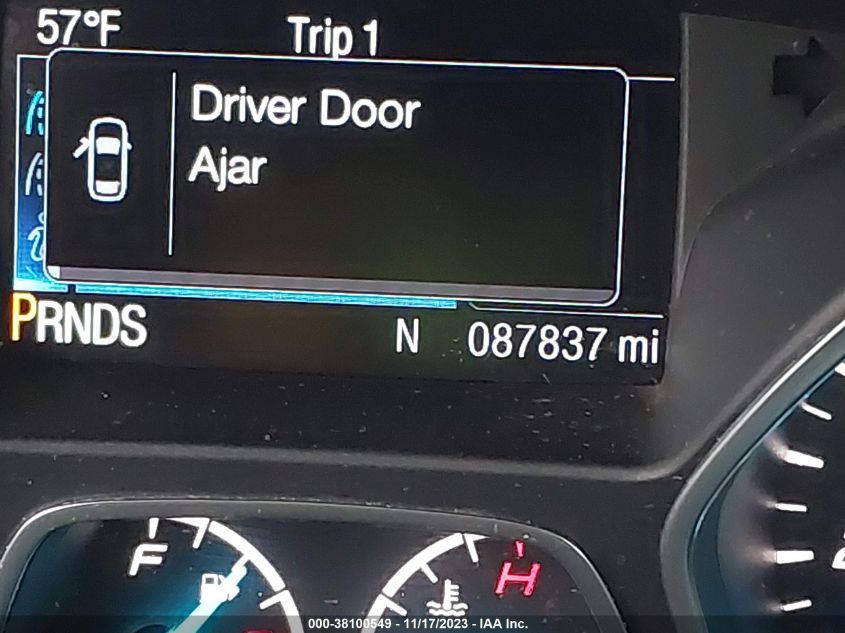 57°F Trip 1
Driver Door
Ajar
PRNDS N 087837 mi
F H
000-38100549 - 11/17/2023 - IAA Inc.